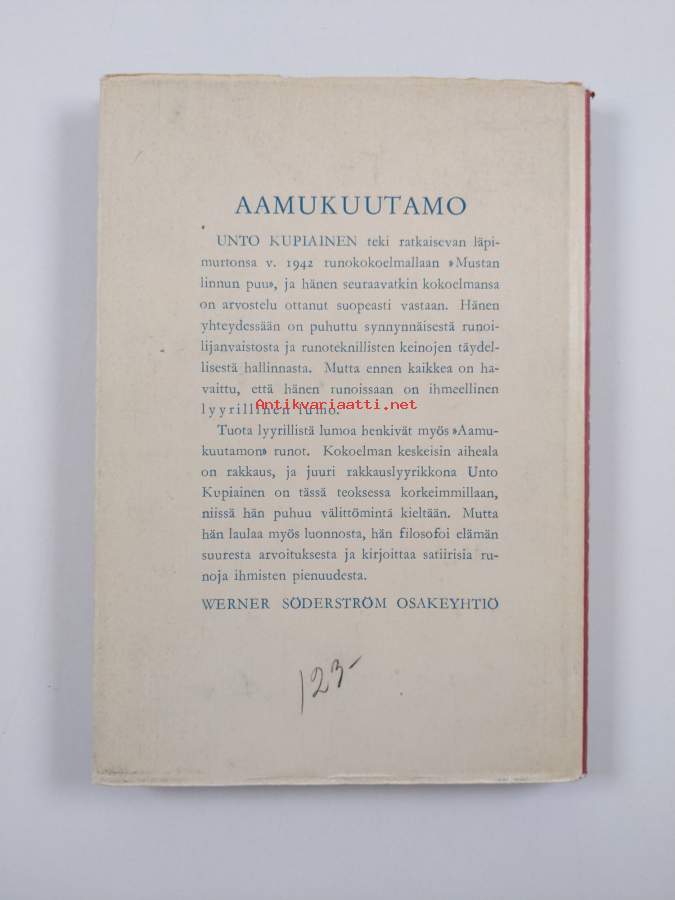 AAMUKUUTAMO
UNTO KUPIAINEN teki ratkaisevan läpi-
murtonsa v. 1942 runokokoelmallaan »Mustan
linnun puu», ja hänen seuraavatkin kokoelmansa
on arvostelu ottanut suopeasti vastaan. Hänen
yhteydessään on puhuttu synnynnäisestä runoi-
lijanvaistosta ja runoteknillisten keinojen täydel-
lisestä hallinnasta. Mutta ennen kaikkea on ha-
vaittu, että hänen runoissaan on ihmeellinen
Antikvariaatti.net
lyyrillinen lumo.
Tuota lyyrillistä lumoa henkivät myös »Aamu-
kuutamon» runot. Kokoelman keskeisin aiheala
on rakkaus, ja juuri rakkauslyyrikkona Unto
Kupiainen on tässä teoksessa korkeimmillaan,
niissä hän puhuu välittömintä kieltään. Mutta
hän laulaa myös luonnosta, hän filosofoi elämän
suuresta arvoituksesta ja kirjoittaa satiirisia ru-
noja ihmisten pienuudesta.
WERNER SÖDERSTRÖM OSAKEYHTIÖ
123-